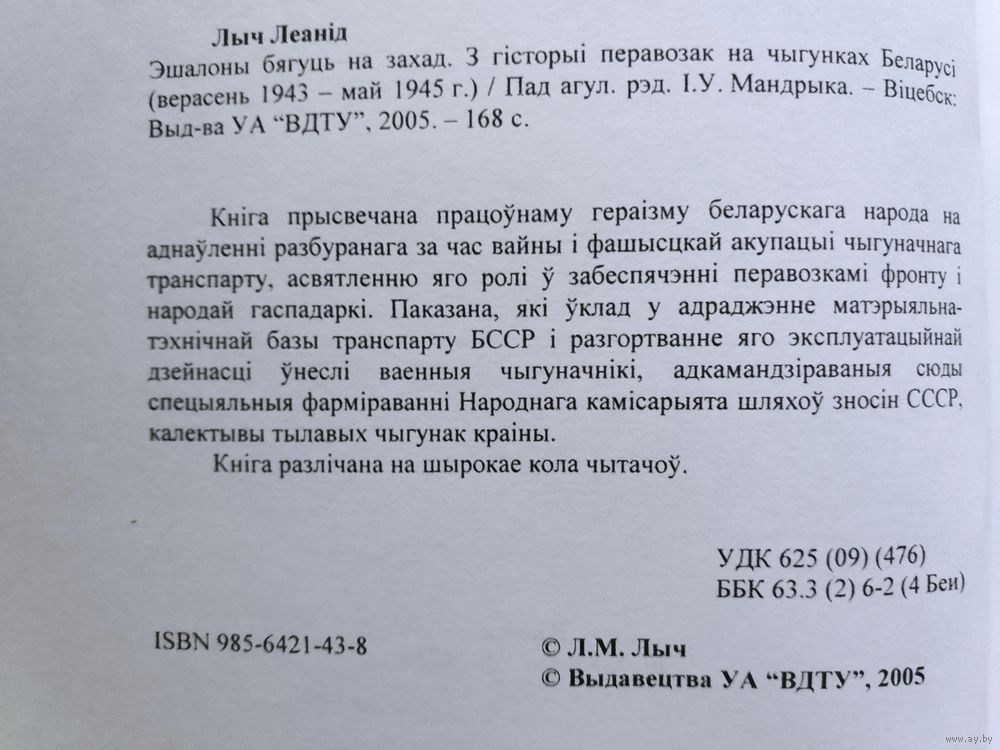 Лыч Леанід
Эшалоны бягуць на захад. З гісторыі перавозак на чыгунках Беларусі
(верасень 1943 – май 1945 г.) / Пад агул. рэд. І.У. Мандрыка. – Віцебск:
Выд-ва УА “ВДТУ”, 2005. – 168 с.
Кніга прысвечана працоўнаму гераізму беларускага народа на
аднаўленні разбуранага за час вайны і фашысцкай акупацыі чыгуначнага
транспарту, асвятленню яго ролі ў забеспячэнні перавозкамі фронту і
народай гаспадаркі. Паказана, які ўклад у адраджэнне матэрыяльна-
тэхнічнай базы транспарту БССР і разгортванне яго эксплуатацыйнай
дзейнасці ўнеслі ваенныя чыгуначнікі, адкамандзіраваныя сюды
спецыяльныя фарміраванні Народнага камісарыята шляхоў зносін СССР,
калектывы тылавых чыгунак краіны.
Кніга разлічана на шырокае кола чытачоў.
УДК 625 (09) (476)
ББК 63.3 (2) 6-2 (4 Беи)
ISBN 985-6421-43-8
© Л.М. Лыч
© Выдавецтва УА “ВДТУ”, 2005
www.ay.by